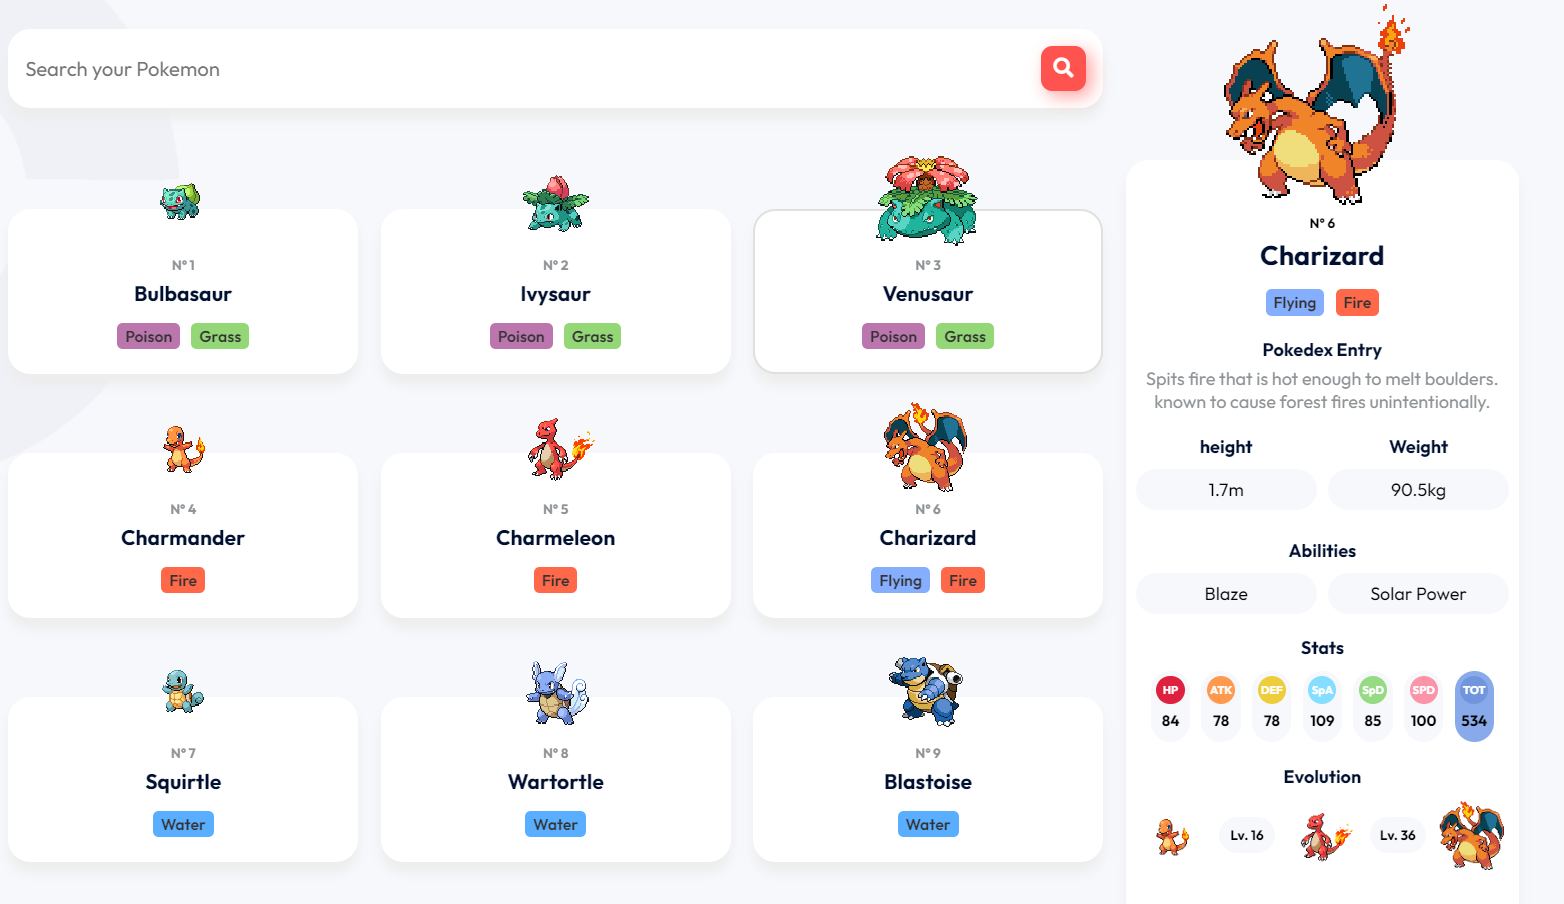 Search your Pokemon
N° 1
Bulbasaur
Poison Grass
N° 2
Ivysaur
Poison Grass
N° 3
Venusaur
Poison Grass
N° 4
Charmander
Fire
N° 5
Charmeleon
Fire
N° 6
Charizard
Flying Fire
N° 7
Squirtle
Water
N° 8
Wartortle
Water
N° 9
Blastoise
Water
N° 6
Charizard
Flying Fire
Pokedex Entry
Spits fire that is hot enough to melt boulders.
known to cause forest fires unintentionally.
height Weight
1.7m 90.5kg
Abilities
Blaze Solar Power
Stats
HP ATK DEF SpA SpD SPD TOT
84 78 78 109 85 100 534
Evolution
Lv. 16 Lv. 36